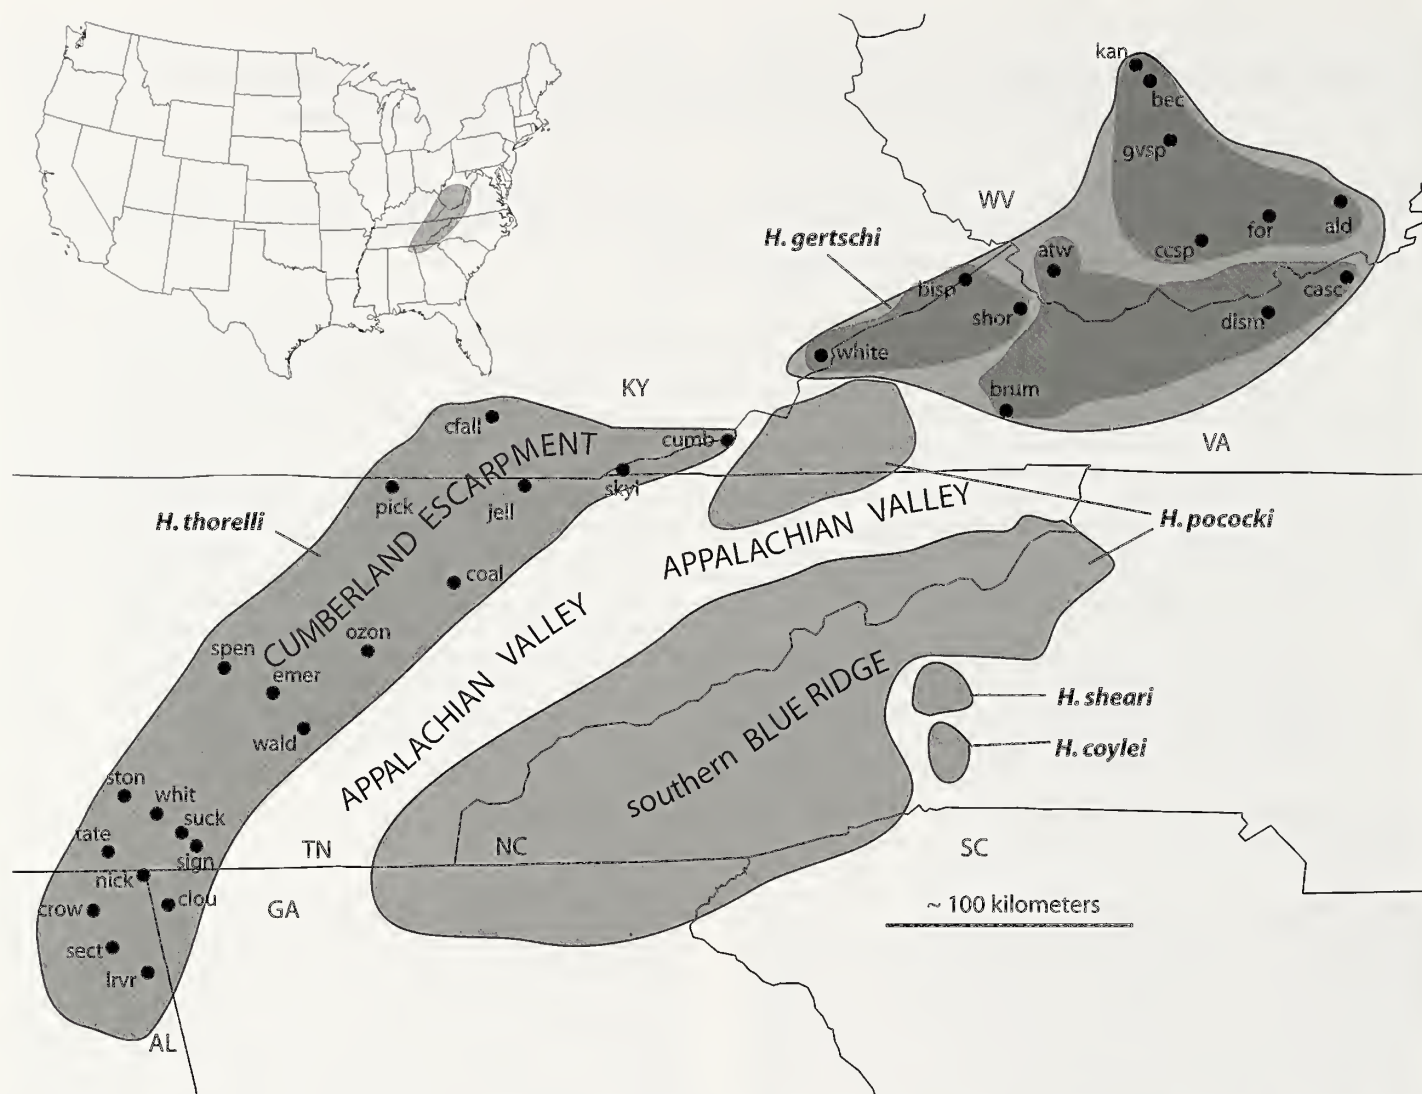 kan
bec
gvsp
WV
H. gertschi
for
ald
ccsp
atw
bisp
casc
shor
dism
white
brum
KY
cfall
cumb
VA
CUMBERLAND ESCARPMENT
skyl
pick
jell
APPALACHIAN VALLEY
H. thorelli
H. pococki
coal
APPALACHIAN VALLEY
ozon
spen
emer
southern BLUE RIDGE
H. sheari
wald
H. coylei
ston
whit
suck
tate
sign
TN
NC
SC
nick
clou
crow
GA
~ 100 kilometers
sect
lrvr
AL